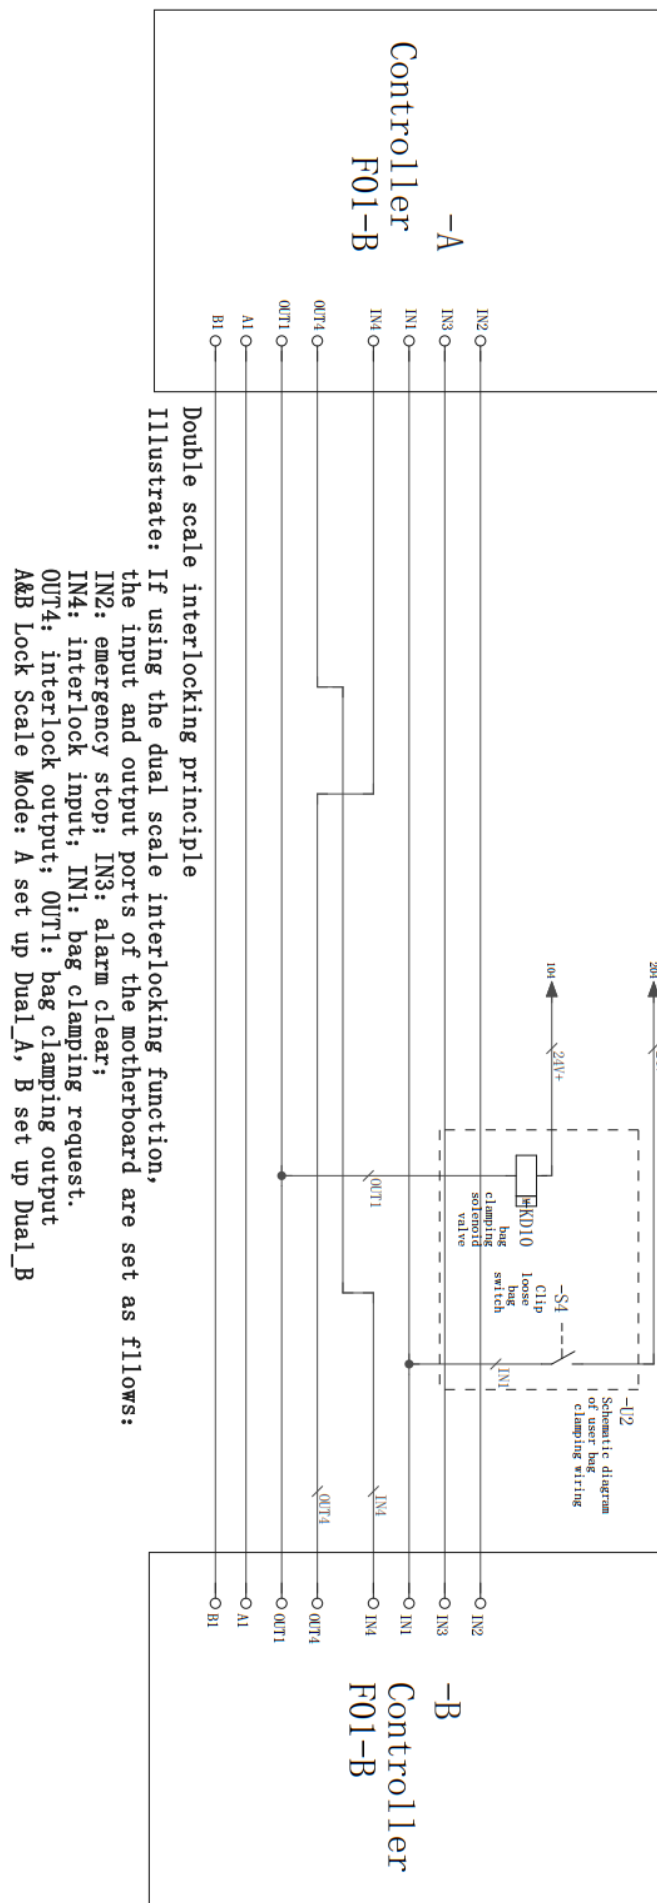 -A
Controller
F01-B
IN2
IN3
IN1
IN4
OUT4
OUT1
A1
B1
204
104
24V+
KD10
bag
clamping
solenoid
valve
OUT1
-S4
Clip
loose
bag
switch
IN1
-U2
Schematic diagram
of user bag
clamping wiring
IN4
OUT4
IN2
IN3
IN1
IN4
OUT4
OUT1
A1
B1
-B
Controller
F01-B
Double scale interlocking principle
Illustrate: If using the dual scale interlocking function,
the input and output ports of the motherboard are set as fllows:
IN2: emergency stop; IN3: alarm clear;
IN4: interlock input; IN1: bag clamping request.
OUT4: interlock output; OUT1: bag clamping output
A&B Lock Scale Mode: A set up Dual_A, B set up Dual_B